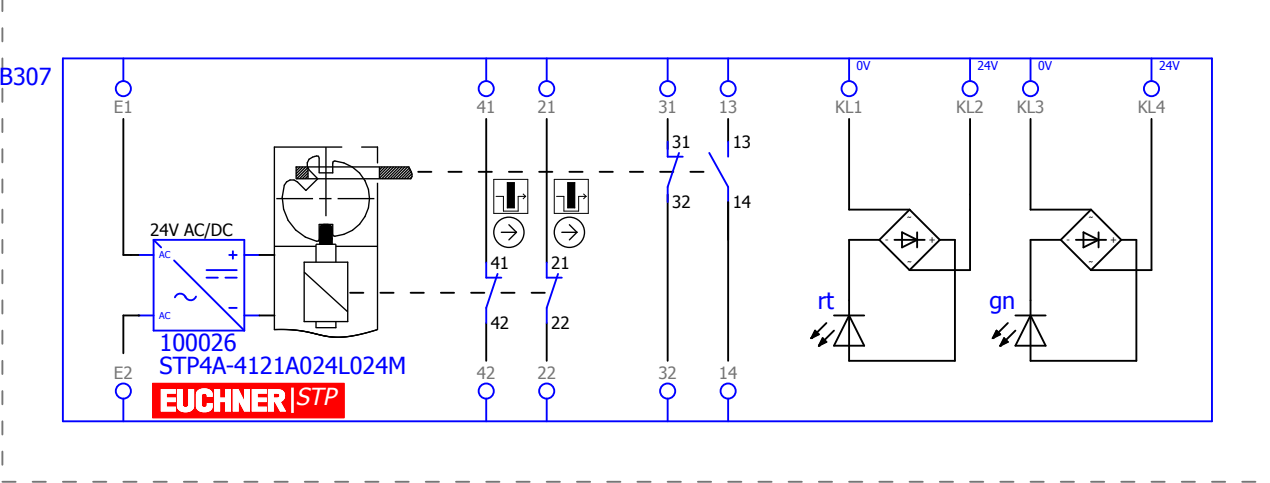 B307
0V 24V 0V 24V
E1 41 21 31 13 KL1 KL2 KL3 KL4
31 13
32 14
24V AC/DC
AC + - + - +
41 21
rt gn
AC
42 22
100026
STP4A-4121A024L024M
E2 42 22 32 14
EUCHNER|STP